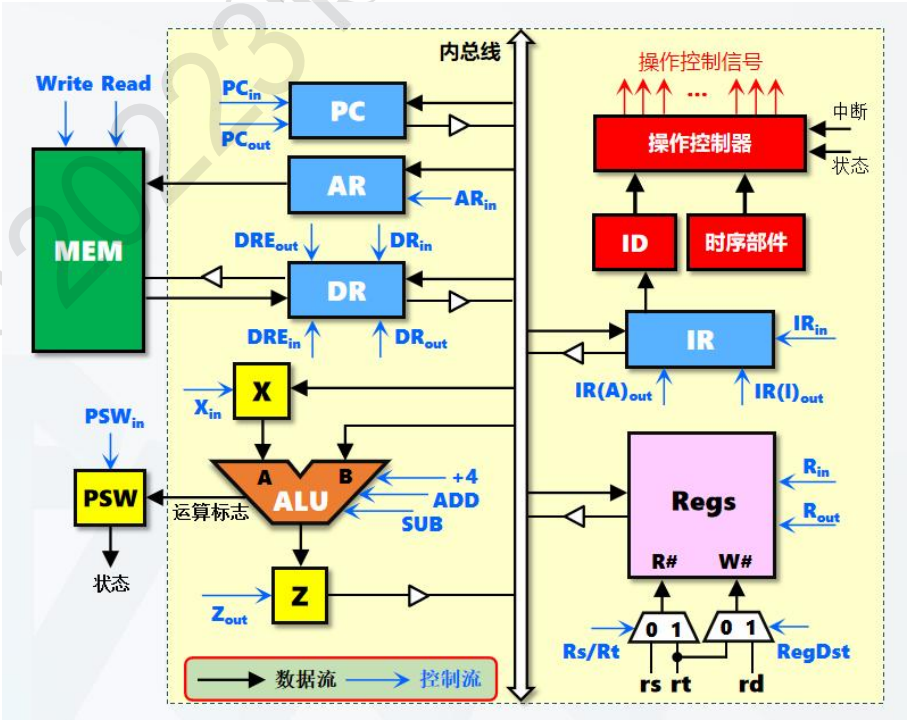 内总线
操作控制信号
...
Write Read
PCin
PC
PCout
操作控制器
中断
状态
AR
ARin
MEM
DREout
DRin
ID
时序部件
DR
DREin
DRout
IR
IRin
IR(A)out
IR(I)out
X
Xin
PSWin
A
B
ALU
+4
ADD
SUB
PSW
运算标志
状态
Regs
Rin
Rout
R#
W#
Z
Zout
0 1
0 1
Rs/Rt
RegDst
rs rt
rd
数据流
控制流